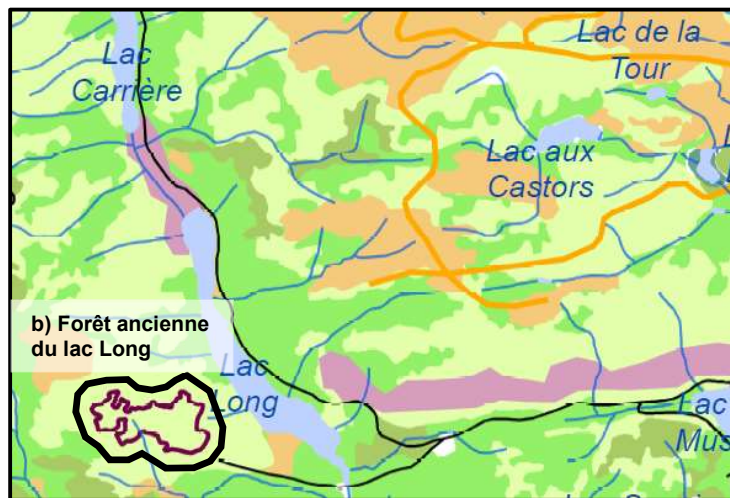 Lac de la
Tour
Lac
Carrière
Lac aux
Castors
b) Forêt ancienne
du lac Long
Lac
Long
Lac
Mus